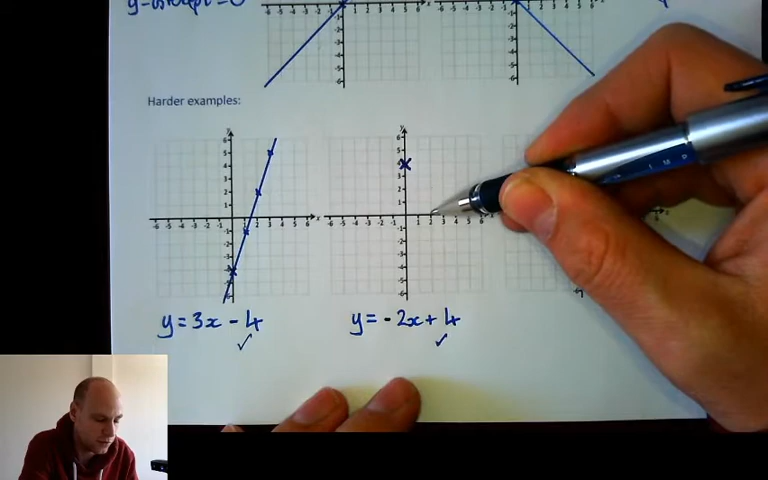 y-intercept = 0
Harder examples:
y = 3x - 4
y = -2x + 4